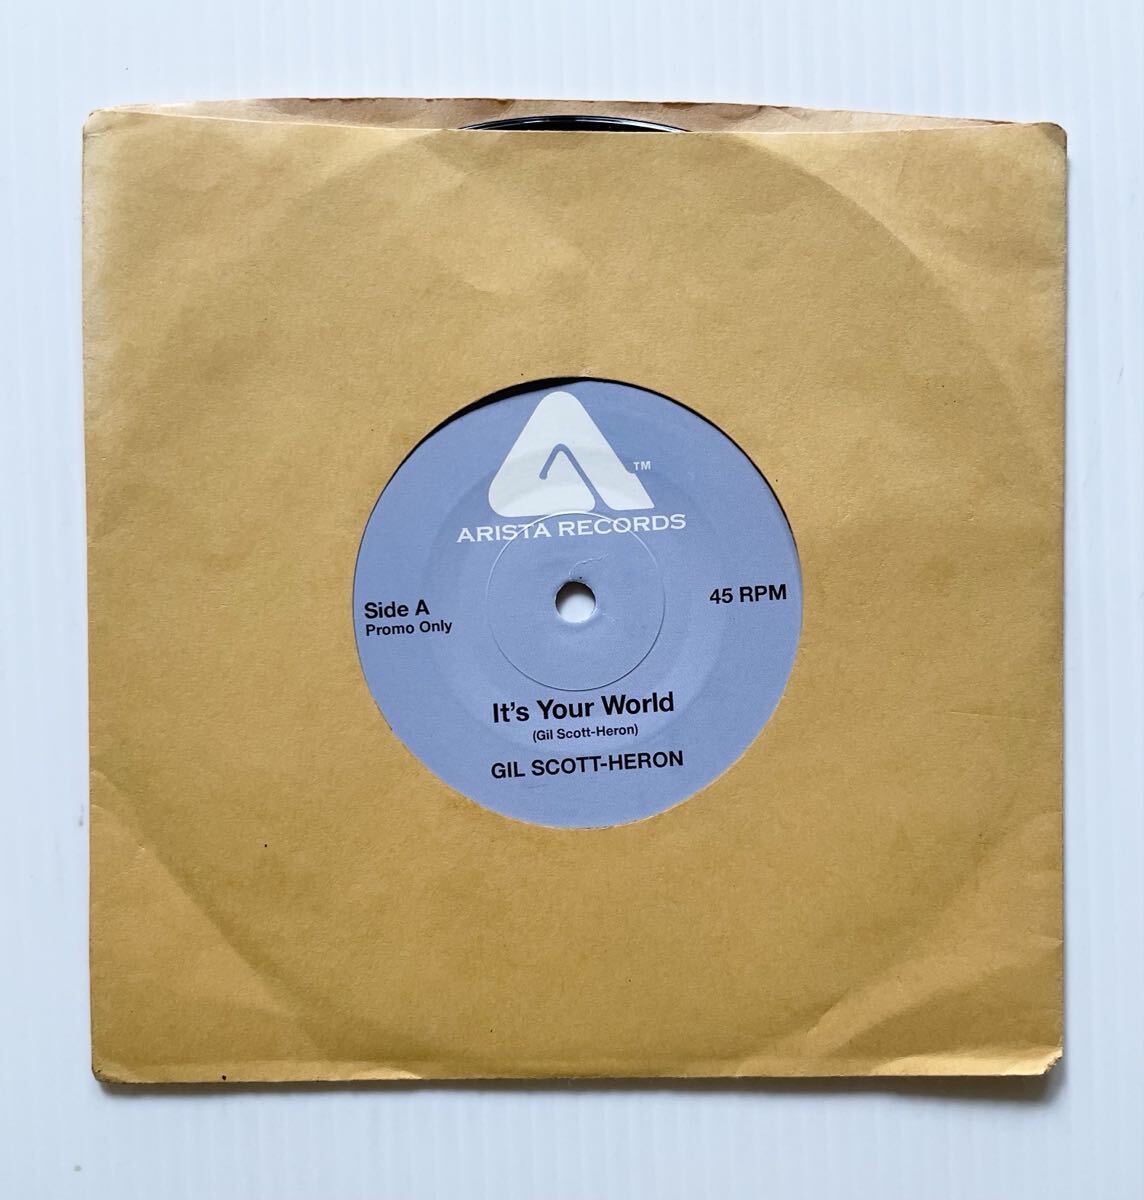 TM
ARISTA RECORDS
Side A
Promo Only
45 RPM
It's Your World
(Gil Scott-Heron)
GIL SCOTT-HERON